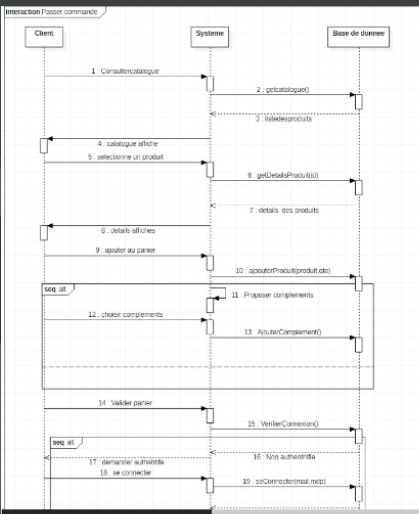 interaction Passer commande
Client
Systeme
Base de donnee
1 : Consultercatalogue
2 : getcatalogue()
3 : listedesproduits
4 : catalogue affiche
5 : selectionne un produit
6 : getDetailsProduit(id)
7 : details des produits
8 : details affiches
9 : ajouter au panier
10 : ajpouterProduit(produit,qte)
seq alt
11 : Proposer complements
12 : choisir complements
13 : AjouterComplement()
14 : Valider panier
15 : VerifierConnexion()
seq alt
16 : Non authentifie
17 : demander authetifie
18 : se connecter
19 : seConnecter(mail,mdp)